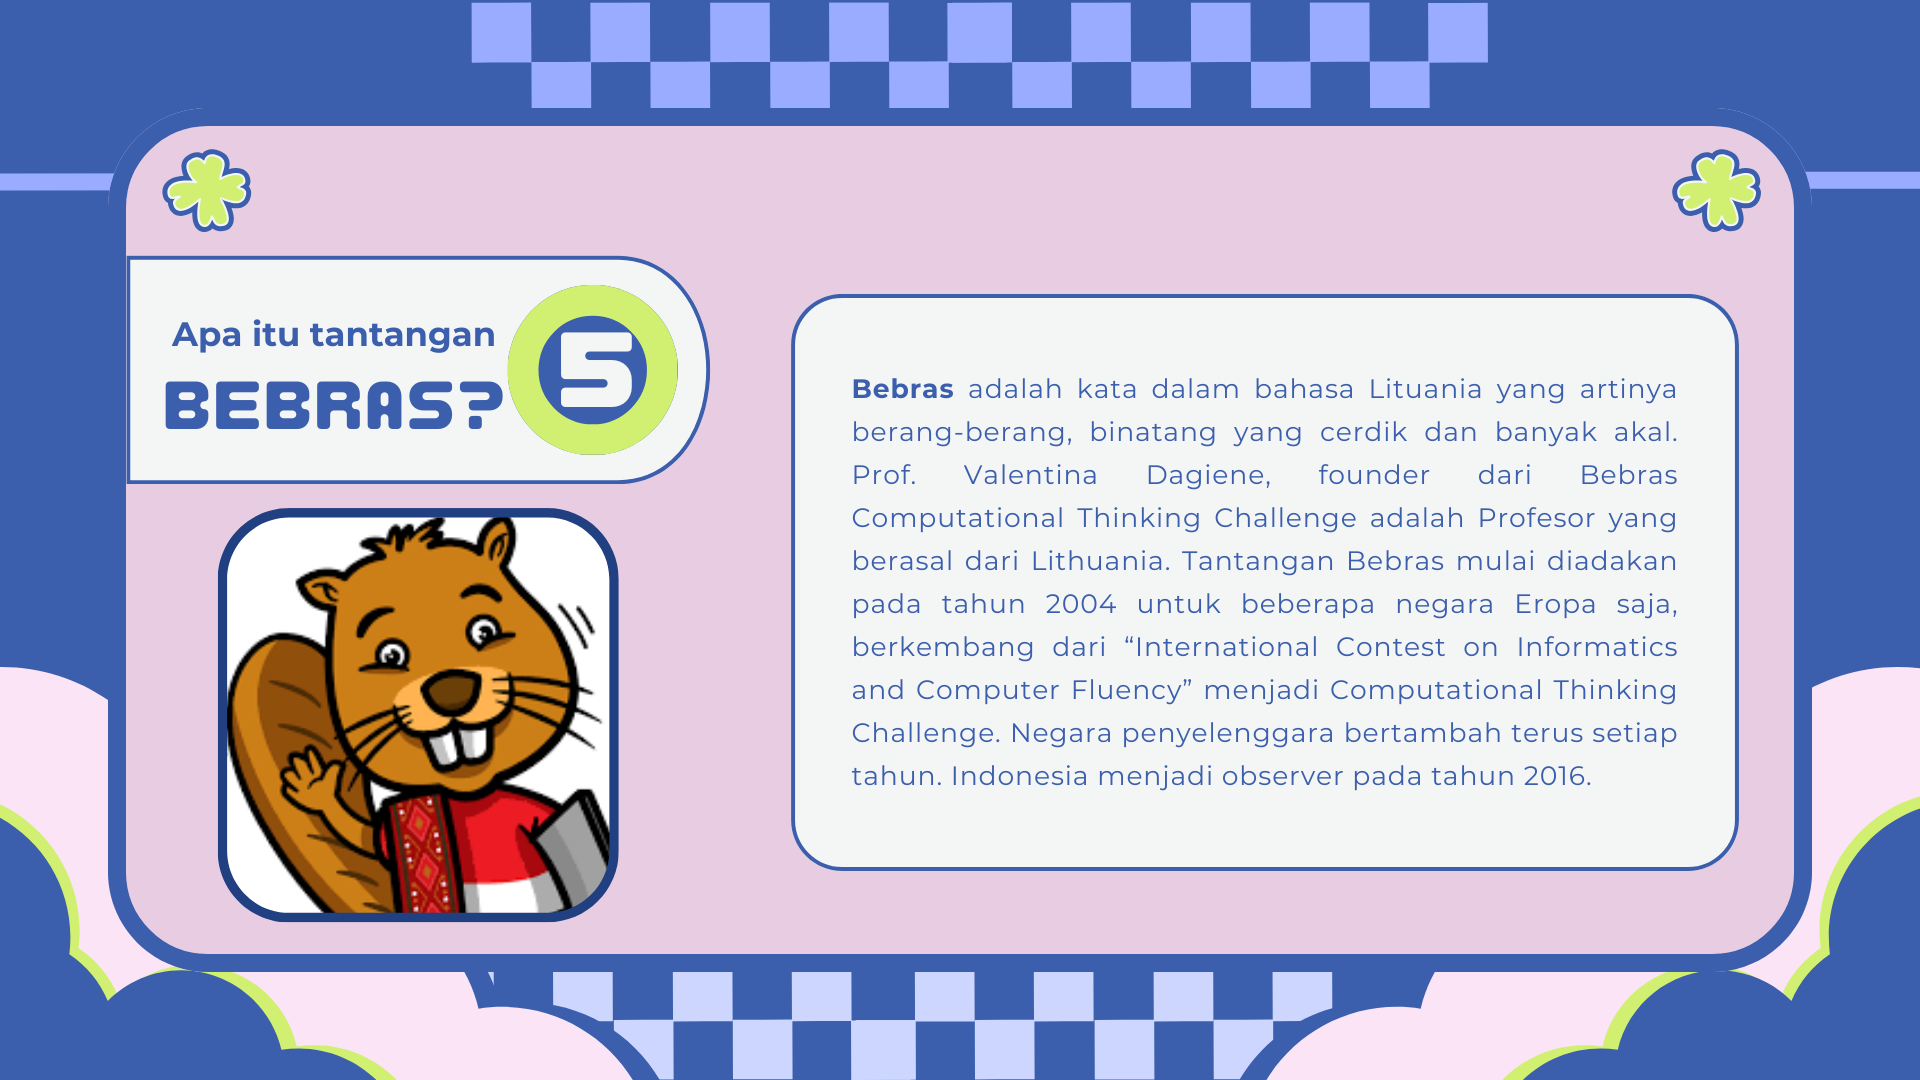 Apa itu tantangan
BEBRAS?
5
Bebras adalah kata dalam bahasa Lituania yang artinya
berang-berang, binatang yang cerdik dan banyak akal.
Prof. Valentina Dagiene, founder dari Bebras
Computational Thinking Challenge adalah Profesor yang
berasal dari Lithuania. Tantangan Bebras mulai diadakan
pada tahun 2004 untuk beberapa negara Eropa saja,
berkembang dari “International Contest on Informatics
and Computer Fluency” menjadi Computational Thinking
Challenge. Negara penyelenggara bertambah terus setiap
tahun. Indonesia menjadi observer pada tahun 2016.